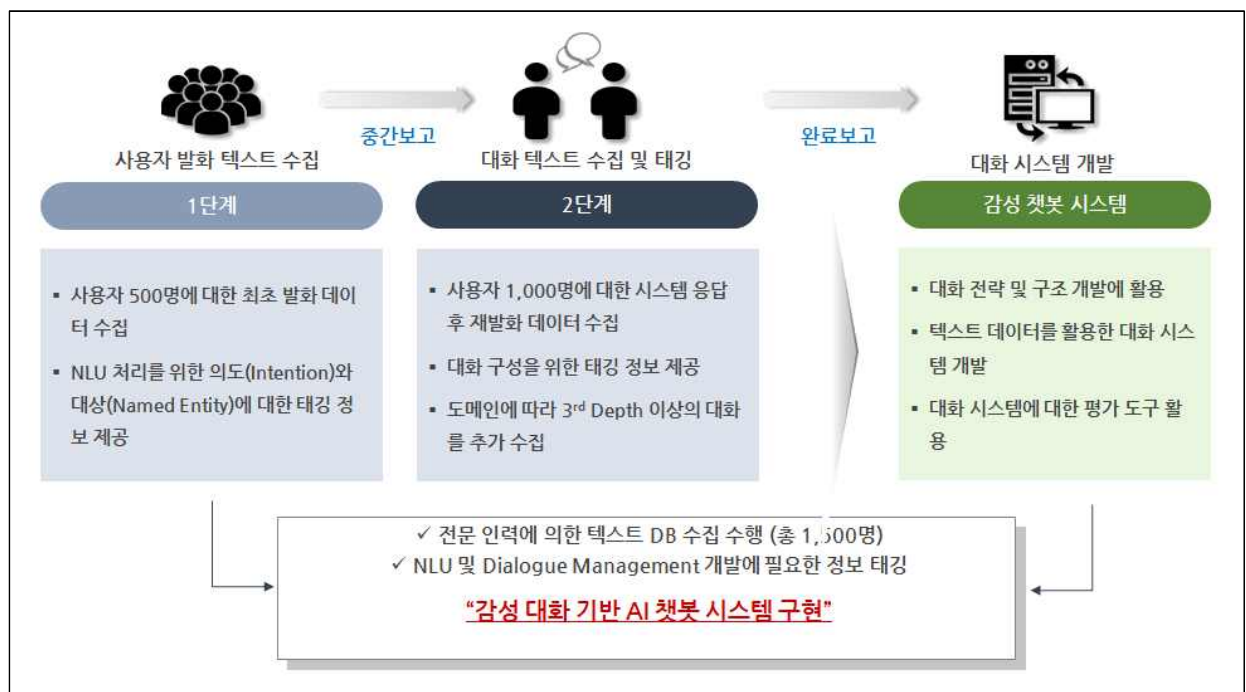 중간보고
완료보고
사용자 발화 텍스트 수집
대화 텍스트 수집 및 태깅
대화 시스템 개발
1단계
2단계
감성 챗봇 시스템
▪ 사용자 500명에 대한 최초 발화 데이
터 수집
▪ NLU 처리를 위한 의도(Intention)와
대상(Named Entity)에 대한 태깅 정
보 제공
▪ 사용자 1,000명에 대한 시스템 응답
후 재발화 데이터 수집
▪ 대화 구성을 위한 태깅 정보 제공
▪ 도메인에 따라 3rd Depth 이상의 대화
를 추가 수집
▪ 대화 전략 및 구조 개발에 활용
▪ 텍스트 데이터를 활용한 대화 시스
템 개발
▪ 대화 시스템에 대한 평가 도구 활
용
✓ 전문 인력에 의한 텍스트 DB 수집 수행 (총 1,500명)
✓ NLU 및 Dialogue Management 개발에 필요한 정보 태깅
“감성 대화 기반 AI 챗봇 시스템 구현”